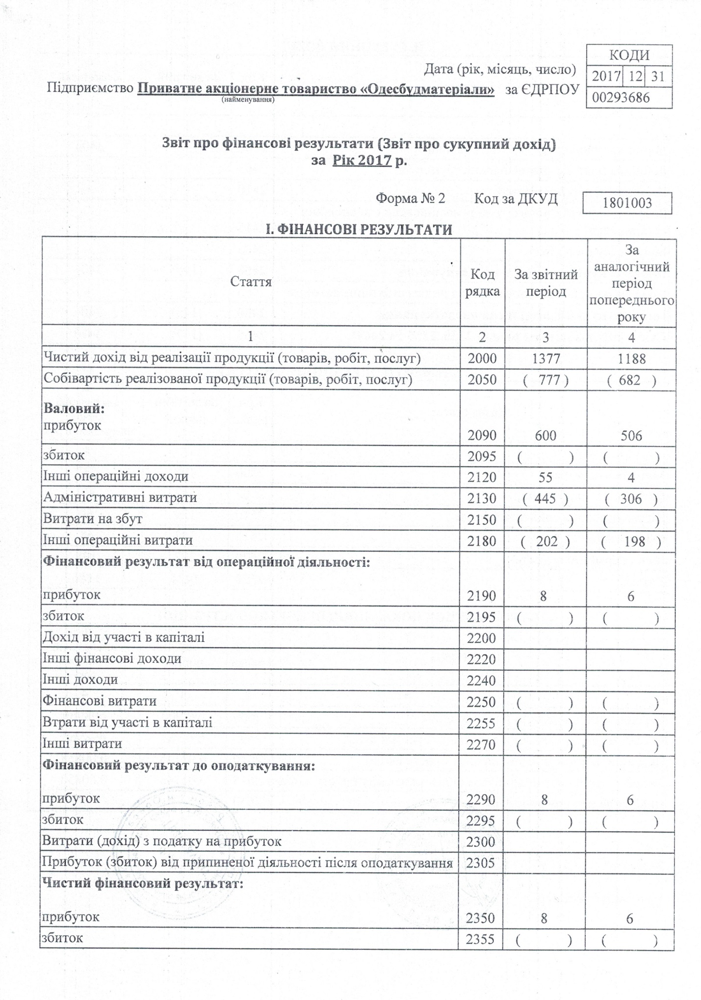 КОДИ
Дата (рік, місяць, число) 2017 12 31
Підприємство Приватне акціонерне товариство «Одесбудматеріали» за ЄДРПОУ 00293686
(найменування)
Звіт про фінансові результати (Звіт про сукупний дохід)
за Рік 2017 р.
Форма № 2 Код за ДКУД 1801003
І. ФІНАНСОВІ РЕЗУЛЬТАТИ
Стаття
Код
рядка
За звітний
період
За
аналогічний
період
попереднього
року
1 2 3 4
Чистий дохід від реалізації продукції (товарів, робіт, послуг) 2000 1377 1188
Собівартість реалізованої продукції (товарів, робіт, послуг) 2050 ( 777 ) ( 682 )
Валовий:
прибуток 2090 600 506
збиток 2095 ( ) ( )
Інші операційні доходи 2120 55 4
Адміністративні витрати 2130 ( 445 ) ( 306 )
Витрати на збут 2150 ( ) ( )
Інші операційні витрати 2180 ( 202 ) ( 198 )
Фінансовий результат від операційної діяльності:
прибуток 2190 8 6
збиток 2195 ( ) ( )
Дохід від участі в капіталі 2200
Інші фінансові доходи 2220
Інші доходи 2240
Фінансові витрати 2250 ( ) ( )
Втрати від участі в капіталі 2255 ( ) ( )
Інші витрати 2270 ( ) ( )
Фінансовий результат до оподаткування:
прибуток 2290 8 6
збиток 2295 ( ) ( )
Витрати (дохід) з податку на прибуток 2300
Прибуток (збиток) від припиненої діяльності після оподаткування 2305
Чистий фінансовий результат:
прибуток 2350 8 6
збиток 2355 ( ) ( )